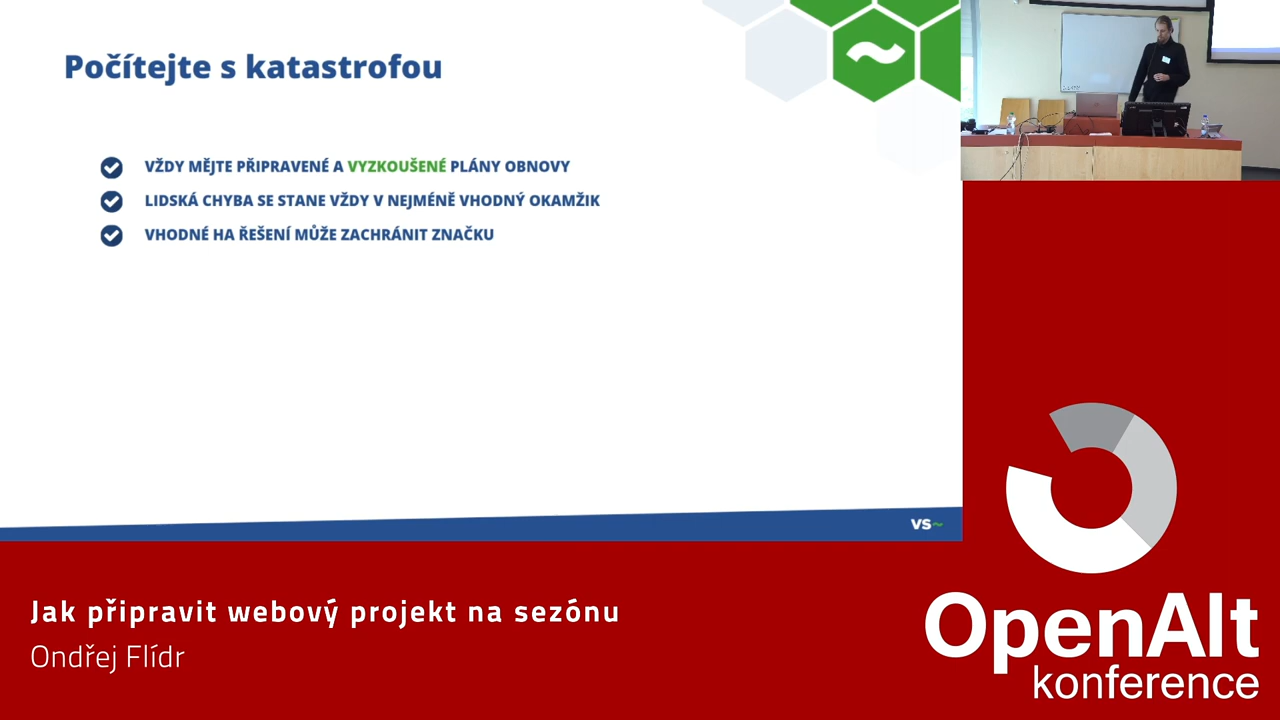 Počítejte s katastrofou
VŽDY MĚJTE PŘIPRAVENÉ A VYZKOUŠENÉ PLÁNY OBNOVY
LIDSKÁ CHYBA SE STANE VŽDY V NEJMÉNĚ VHODNÝ OKAMŽIK
VHODNÉ HA ŘEŠENÍ MŮŽE ZACHRÁNIT ZNAČKU
VS~
Jak připravit webový projekt na sezónu
Ondřej Flídr
OpenAlt
konference